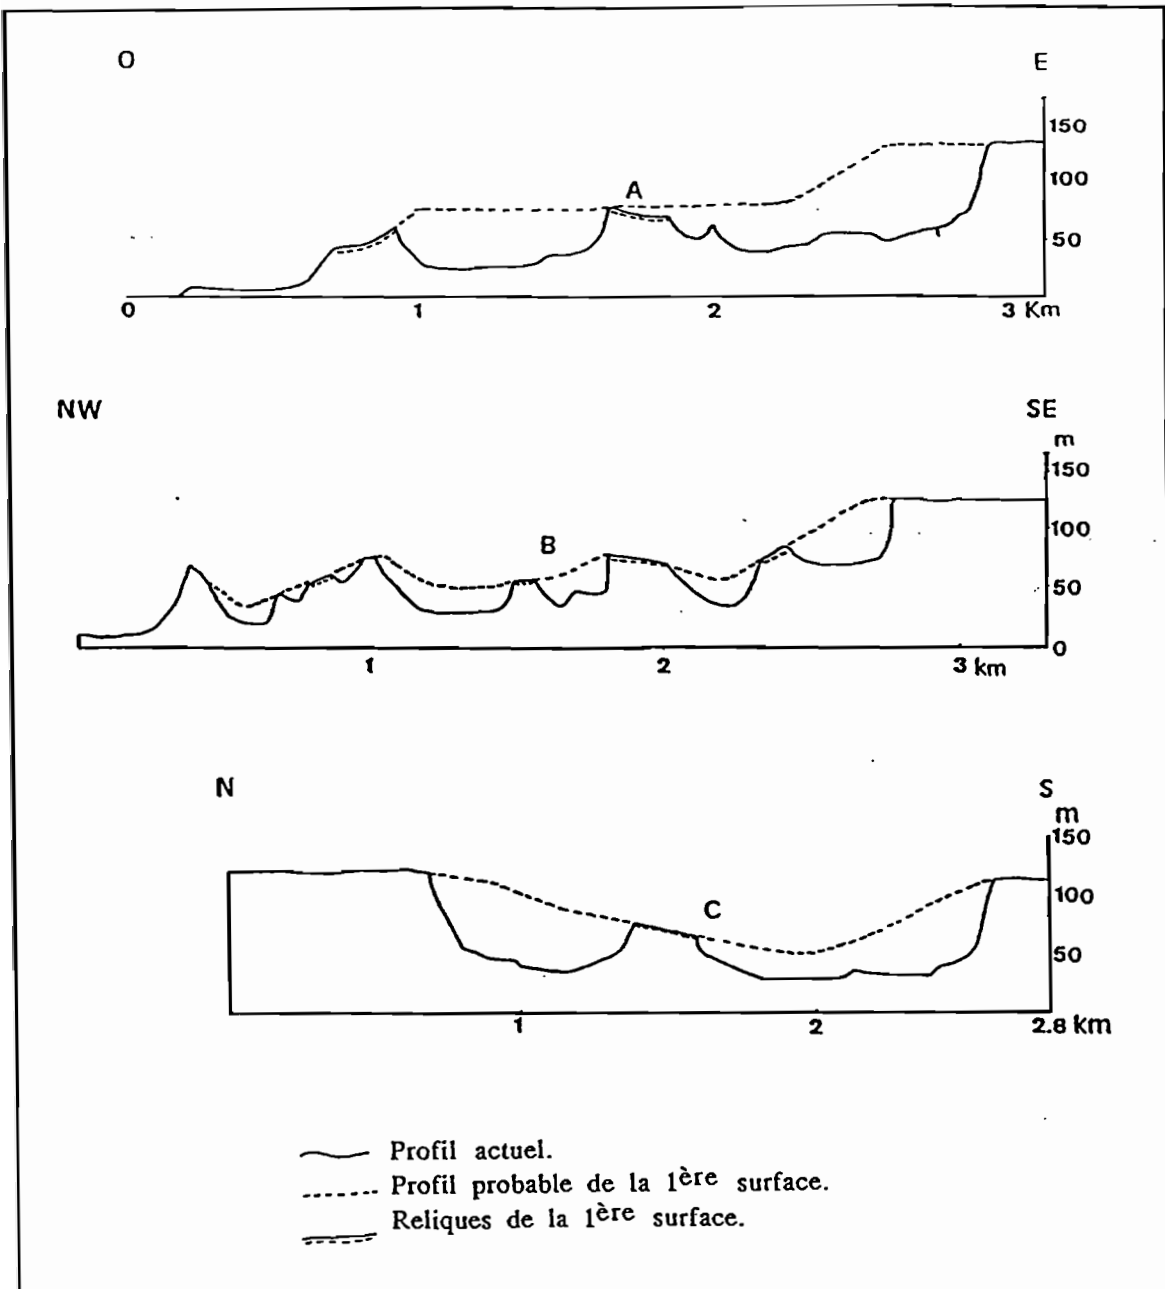 O E
150
100
A
50
0 1 2 3 Km
NW SE
m
150
100
B
50
0
1 2 3 km
N S
m
150
100
C
50
1 2 2.8 km
Profil actuel.
Profil probable de la 1ère surface.
Reliques de la 1ère surface.